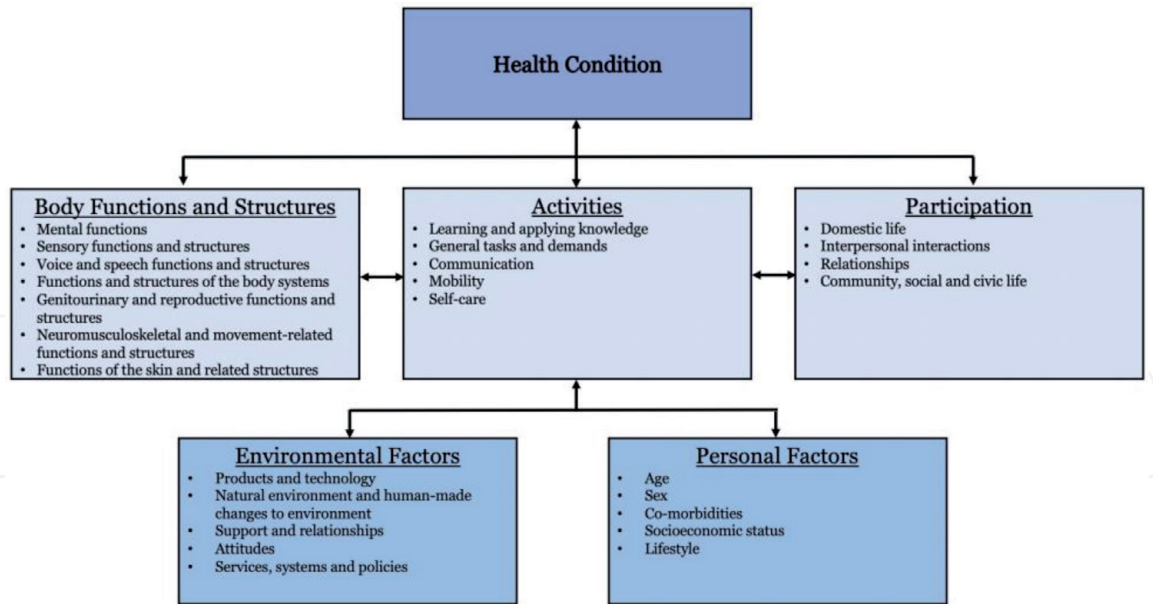 Health Condition
Body Functions and Structures
• Mental functions
• Sensory functions and structures
• Voice and speech functions and structures
• Functions and structures of the body systems
• Genitourinary and reproductive functions and
structures
• Neuromusculoskeletal and movement-related
functions and structures
• Functions of the skin and related structures
Activities
• Learning and applying knowledge
• General tasks and demands
• Communication
• Mobility
• Self-care
Participation
• Domestic life
• Interpersonal interactions
• Relationships
• Community, social and civic life
Environmental Factors
• Products and technology
• Natural environment and human-made
changes to environment
• Support and relationships
• Attitudes
• Services, systems and policies
Personal Factors
• Age
• Sex
• Co-morbidities
• Socioeconomic status
• Lifestyle